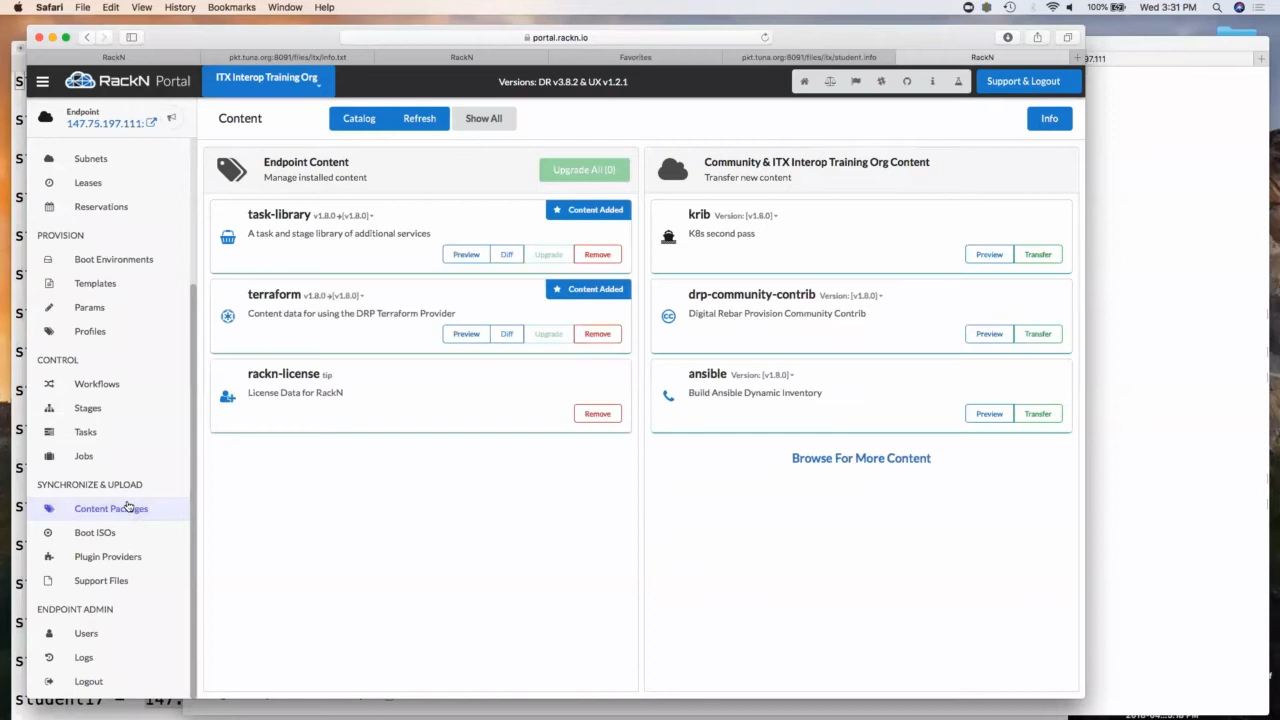 Safari File Edit View History Bookmarks Window Help 100% Wed 3:31 PM
portal.rackn.io
RackN pkt.tuna.org:8091/files/itx/info.txt RackN Favorites pkt.tuna.org:8091/files/itx/student.info RackN 97.111
RackN Portal ITX Interop Training Org Versions: DR v3.8.2 & UX v1.2.1 Support & Logout
Endpoint
147.75.197.111:
Content Catalog Refresh Show All Info
Subnets
Leases
Reservations
PROVISION
Boot Environments
Templates
Params
Profiles
CONTROL
Workflows
Stages
Tasks
Jobs
SYNCHRONIZE & UPLOAD
Content Packages
Boot ISOs
Plugin Providers
Support Files
ENDPOINT ADMIN
Users
Logs
Logout
Endpoint Content
Manage installed content
Upgrade All (0)
task-library v1.8.0 [v1.8.0] Content Added
A task and stage library of additional services
Preview Diff Upgrade Remove
terraform v1.8.0 [v1.8.0] Content Added
Content data for using the DRP Terraform Provider
Preview Diff Upgrade Remove
rackn-license tip
License Data for RackN
Remove
Community & ITX Interop Training Org Content
Transfer new content
krib Version: [v1.8.0]
K8s second pass
Preview Transfer
drp-community-contrib Version: [v1.8.0]
Digital Rebar Provision Community Contrib
Preview Transfer
ansible Version: [v1.8.0]
Build Ansible Dynamic Inventory
Preview Transfer
Browse For More Content
student17 = 147.